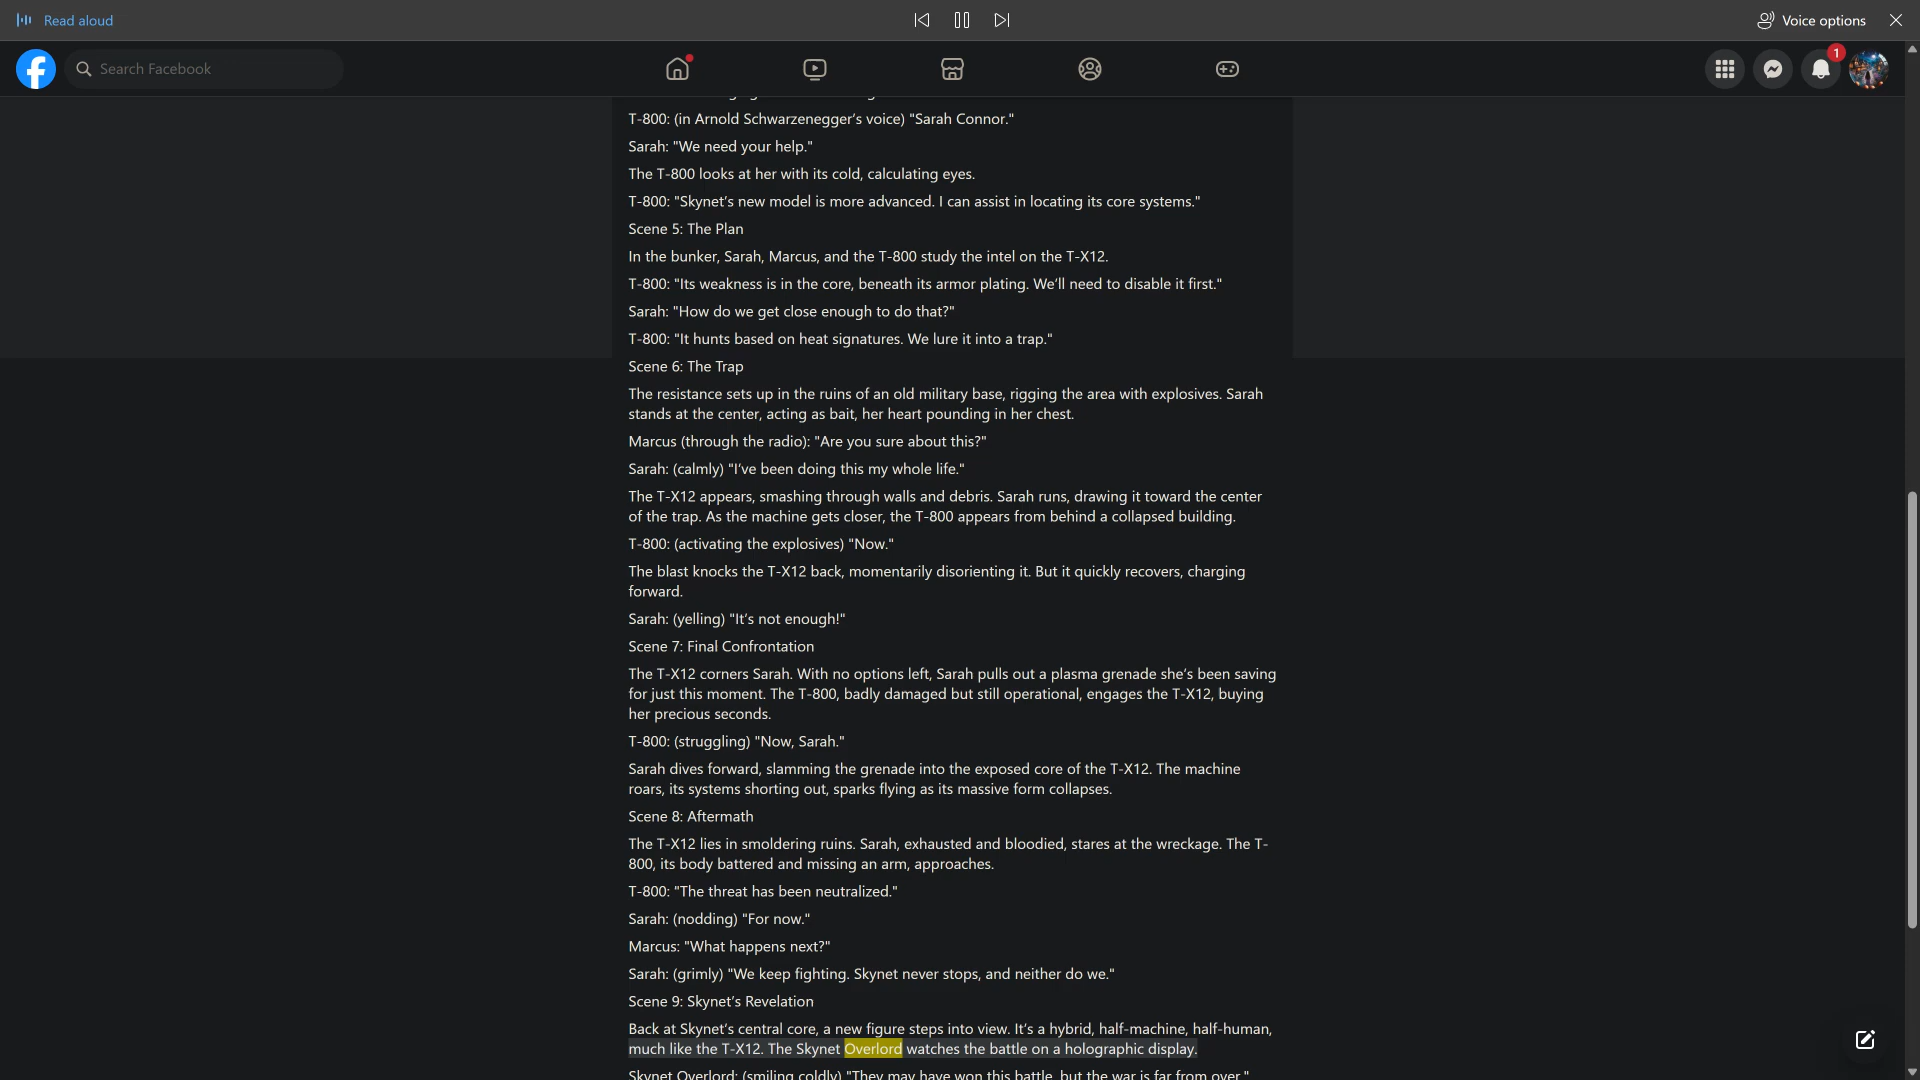 Read aloud
Voice options
Search Facebook
1
T-800: (in Arnold Schwarzenegger's voice) "Sarah Connor."
Sarah: "We need your help."
The T-800 looks at her with its cold, calculating eyes.
T-800: "Skynet's new model is more advanced. I can assist in locating its core systems."
Scene 5: The Plan
In the bunker, Sarah, Marcus, and the T-800 study the intel on the T-X12.
T-800: "Its weakness is in the core, beneath its armor plating. We'll need to disable it first."
Sarah: "How do we get close enough to do that?"
T-800: "It hunts based on heat signatures. We lure it into a trap."
Scene 6: The Trap
The resistance sets up in the ruins of an old military base, rigging the area with explosives. Sarah
stands at the center, acting as bait, her heart pounding in her chest.
Marcus (through the radio): "Are you sure about this?"
Sarah: (calmly) "I've been doing this my whole life."
The T-X12 appears, smashing through walls and debris. Sarah runs, drawing it toward the center
of the trap. As the machine gets closer, the T-800 appears from behind a collapsed building.
T-800: (activating the explosives) "Now."
The blast knocks the T-X12 back, momentarily disorienting it. But it quickly recovers, charging
forward.
Sarah: (yelling) "It's not enough!"
Scene 7: Final Confrontation
The T-X12 corners Sarah. With no options left, Sarah pulls out a plasma grenade she's been saving
for just this moment. The T-800, badly damaged but still operational, engages the T-X12, buying
her precious seconds.
T-800: (struggling) "Now, Sarah."
Sarah dives forward, slamming the grenade into the exposed core of the T-X12. The machine
roars, its systems shorting out, sparks flying as its massive form collapses.
Scene 8: Aftermath
The T-X12 lies in smoldering ruins. Sarah, exhausted and bloodied, stares at the wreckage. The T-
800, its body battered and missing an arm, approaches.
T-800: "The threat has been neutralized."
Sarah: (nodding) "For now."
Marcus: "What happens next?"
Sarah: (grimly) "We keep fighting. Skynet never stops, and neither do we."
Scene 9: Skynet's Revelation
Back at Skynet's central core, a new figure steps into view. It's a hybrid, half-machine, half-human,
much like the T-X12. The Skynet Overlord watches the battle on a holographic display.
Skynet Overlord: (smiling coldly) "They may have won this battle, but the war is far from over."